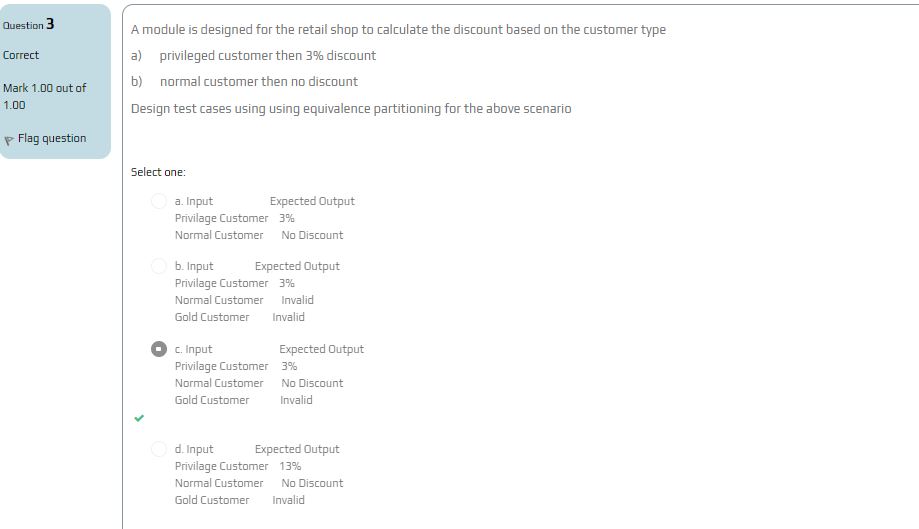 Question 3
Correct
Mark 1.00 out of
1.00
Flag question
A module is designed for the retail shop to calculate the discount based on the customer type
a) privileged customer then 3% discount
b) normal customer then no discount
Design test cases using using equivalence partitioning for the above scenario
Select one:
a. Input Expected Output
Privilage Customer 3%
Normal Customer No Discount
b. Input Expected Output
Privilage Customer 3%
Normal Customer Invalid
Gold Customer Invalid
c. Input Expected Output
Privilage Customer 3%
Normal Customer No Discount
Gold Customer Invalid
d. Input Expected Output
Privilage Customer 13%
Normal Customer No Discount
Gold Customer Invalid